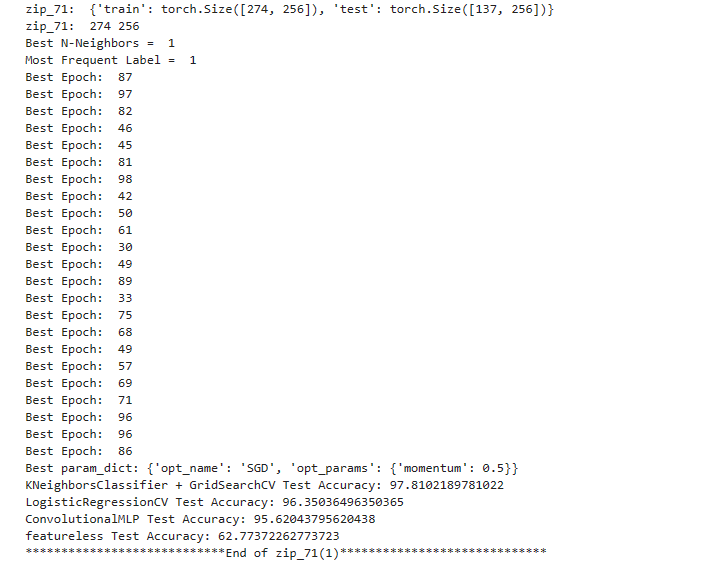 zip_71:  {'train': torch.Size([274, 256]), 'test': torch.Size([137, 256])}
zip_71:  274 256
Best N-Neighbors =  1
Most Frequent Label =  1
Best Epoch:  87
Best Epoch:  97
Best Epoch:  82
Best Epoch:  46
Best Epoch:  45
Best Epoch:  81
Best Epoch:  98
Best Epoch:  42
Best Epoch:  50
Best Epoch:  61
Best Epoch:  30
Best Epoch:  49
Best Epoch:  89
Best Epoch:  33
Best Epoch:  75
Best Epoch:  68
Best Epoch:  49
Best Epoch:  57
Best Epoch:  69
Best Epoch:  71
Best Epoch:  96
Best Epoch:  96
Best Epoch:  86
Best param_dict: {'opt_name': 'SGD', 'opt_params': {'momentum': 0.5}}
KNeighborsClassifier + GridSearchCV Test Accuracy: 97.8102189781022
LogisticRegressionCV Test Accuracy: 96.35036496350365
ConvolutionalMLP Test Accuracy: 95.62043795620438
featureless Test Accuracy: 62.77372262773723
****************************End of zip_71(1)*****************************